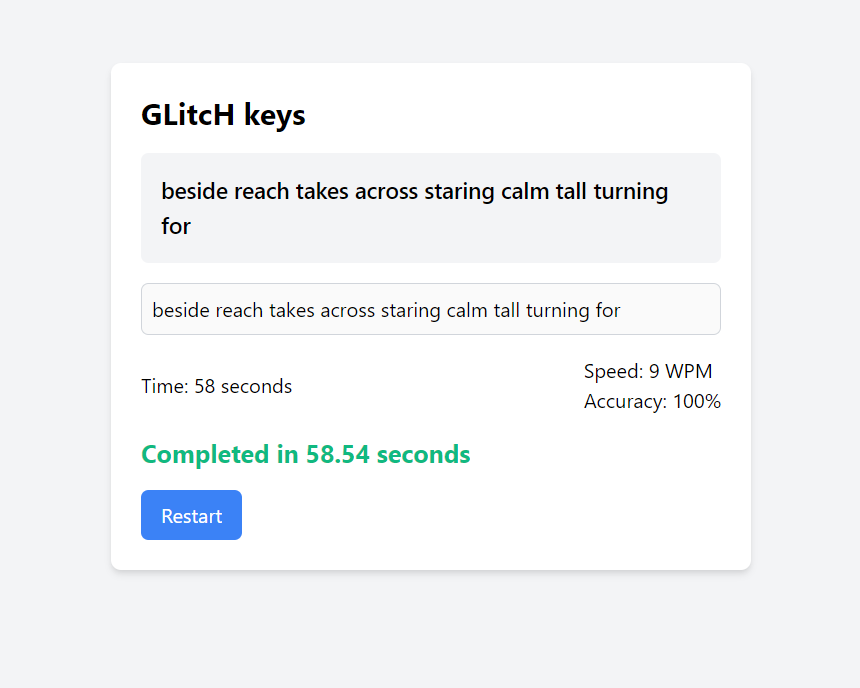 GLitcH keys
beside reach takes across staring calm tall turning
for
beside reach takes across staring calm tall turning for
Time: 58 seconds
Speed: 9 WPM
Accuracy: 100%
Completed in 58.54 seconds
Restart